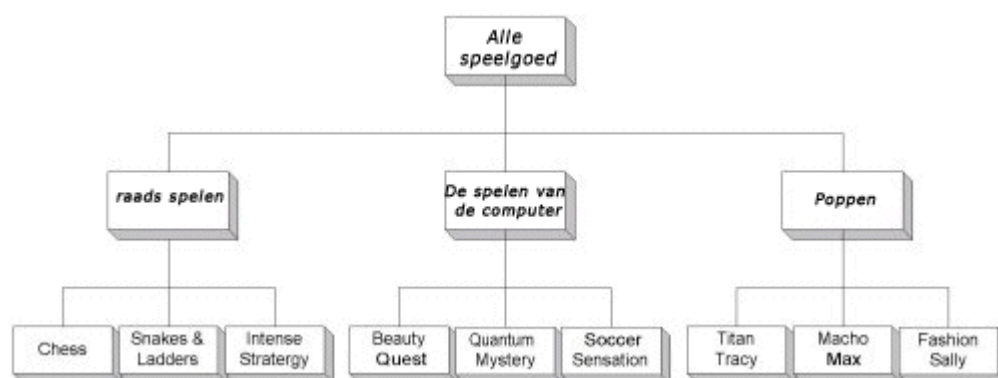 Alle
speelgoed
raads spelen
De spelen van
de computer
Poppen
Chess
Snakes &
Ladders
Intense
Stratergy
Beauty
Quest
Quantum
Mystery
Soccer
Sensation
Titan
Tracy
Macho
Max
Fashion
Sally